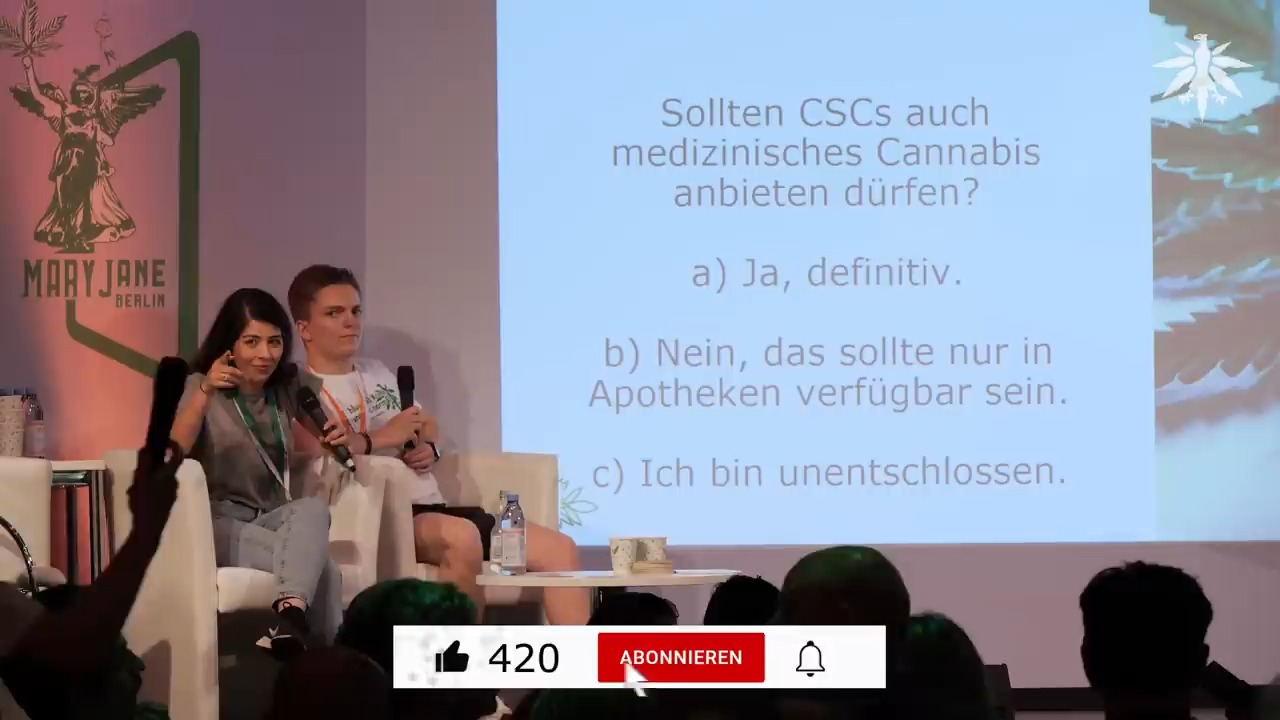 MARY JANE
BERLIN
Sollten CSCs auch
medizinisches Cannabis
anbieten dürfen?
a) Ja, definitiv.
b) Nein, das sollte nur in
Apotheken verfügbar sein.
c) Ich bin unentschlossen.
420
ABONNIEREN